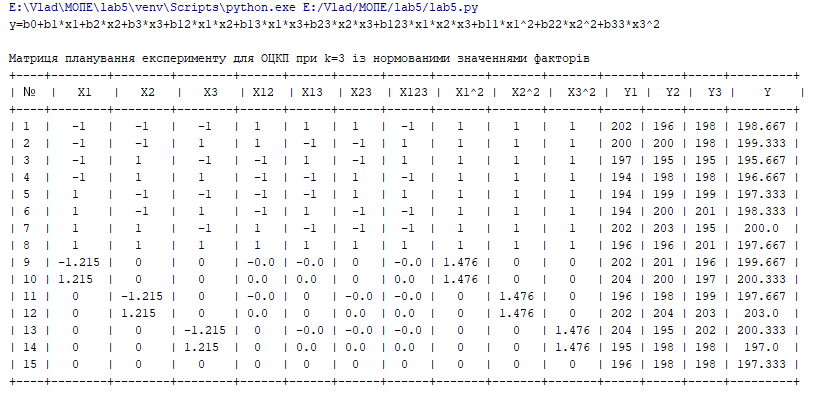 E:\Vlad\МОПЕ\lab5\venv\Scripts\python.exe E:/Vlad/МОПЕ/lab5/lab5.py
y=b0+b1*x1+b2*x2+b3*x3+b12*x1*x2+b13*x1*x3+b23*x2*x3+b123*x1*x2*x3+b11*x1^2+b22*x2^2+b33*x3^2
Матриця планування експерименту для ОЦКП при k=3 із нормованими значеннями факторів
+----+--------+--------+--------+------+------+------+------+-------+-------+-------+-----+-----+-----+---------+
| № | X1 | X2 | X3 | X12 | X13 | X23 | X123 | X1^2 | X2^2 | X3^2 | Y1 | Y2 | Y3 | Y |
+----+--------+--------+--------+------+------+------+------+-------+-------+-------+-----+-----+-----+---------+
| 1 | -1 | -1 | -1 | 1 | 1 | 1 | -1 | 1 | 1 | 1 | 202 | 196 | 198 | 198.667 |
| 2 | -1 | -1 | 1 | 1 | -1 | -1 | 1 | 1 | 1 | 1 | 200 | 200 | 198 | 199.333 |
| 3 | -1 | 1 | -1 | -1 | 1 | -1 | 1 | 1 | 1 | 1 | 197 | 195 | 195 | 195.667 |
| 4 | -1 | 1 | 1 | -1 | -1 | 1 | -1 | 1 | 1 | 1 | 194 | 198 | 198 | 196.667 |
| 5 | 1 | -1 | -1 | -1 | -1 | 1 | 1 | 1 | 1 | 1 | 194 | 199 | 199 | 197.333 |
| 6 | 1 | -1 | 1 | -1 | 1 | -1 | -1 | 1 | 1 | 1 | 194 | 200 | 201 | 198.333 |
| 7 | 1 | 1 | -1 | 1 | -1 | -1 | -1 | 1 | 1 | 1 | 202 | 203 | 195 | 200.0 |
| 8 | 1 | 1 | 1 | 1 | 1 | 1 | 1 | 1 | 1 | 1 | 196 | 196 | 201 | 197.667 |
| 9 | -1.215 | 0 | 0 | -0.0 | -0.0 | 0 | -0.0 | 1.476 | 0 | 0 | 202 | 201 | 196 | 199.667 |
| 10 | 1.215 | 0 | 0 | 0.0 | 0.0 | 0 | 0.0 | 1.476 | 0 | 0 | 204 | 200 | 197 | 200.333 |
| 11 | 0 | -1.215 | 0 | -0.0 | 0 | -0.0 | -0.0 | 0 | 1.476 | 0 | 196 | 198 | 199 | 197.667 |
| 12 | 0 | 1.215 | 0 | 0.0 | 0 | 0.0 | 0.0 | 0 | 1.476 | 0 | 202 | 204 | 203 | 203.0 |
| 13 | 0 | 0 | -1.215 | 0 | -0.0 | -0.0 | -0.0 | 0 | 0 | 1.476 | 204 | 195 | 202 | 200.333 |
| 14 | 0 | 0 | 1.215 | 0 | 0.0 | 0.0 | 0.0 | 0 | 0 | 1.476 | 195 | 198 | 198 | 197.0 |
| 15 | 0 | 0 | 0 | 0 | 0 | 0 | 0.0 | 0 | 0 | 0 | 196 | 198 | 198 | 197.333 |
+----+--------+--------+--------+------+------+------+------+-------+-------+-------+-----+-----+-----+---------+